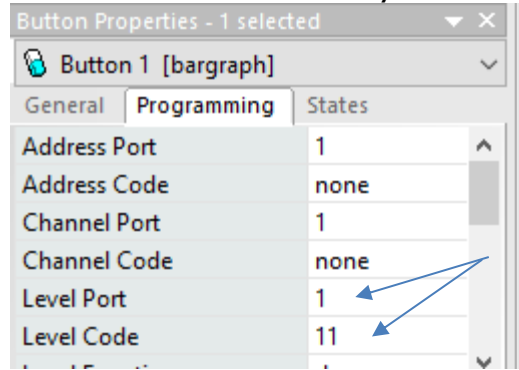 Button Properties - 1 selected
Button 1 [bargraph]
General Programming States
Address Port 1
Address Code none
Channel Port 1
Channel Code none
Level Port 1
Level Code 11